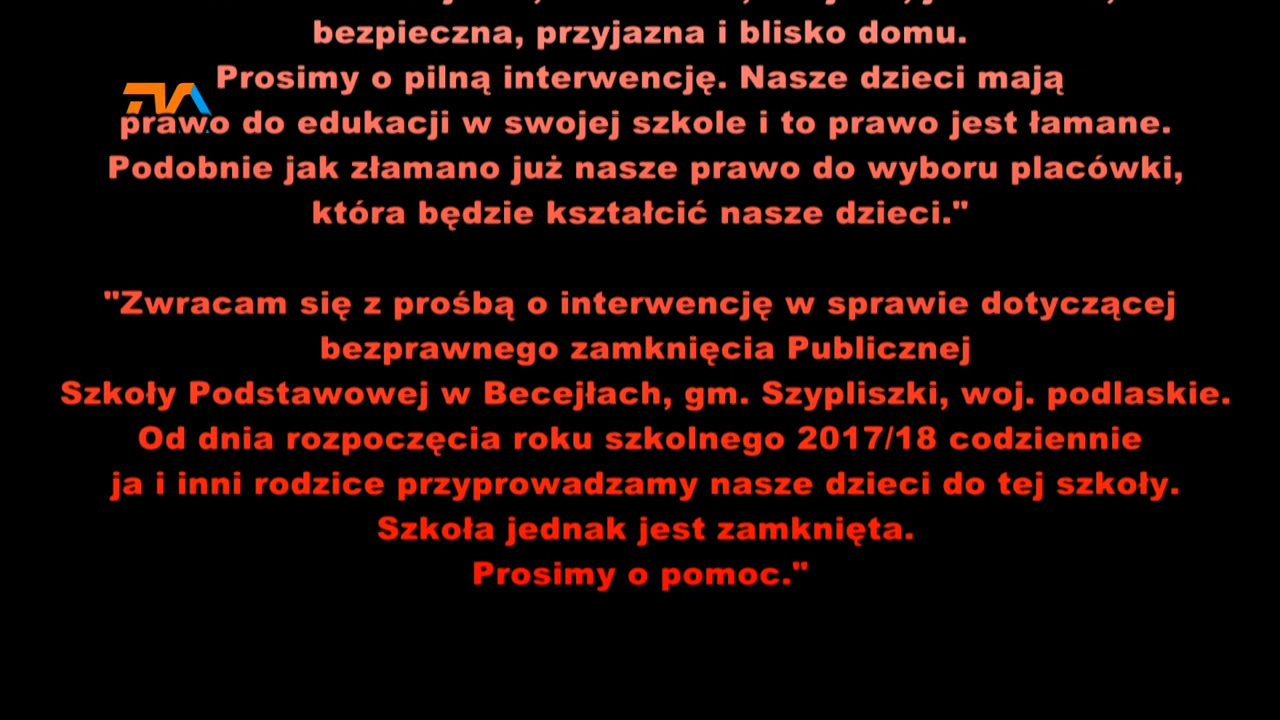 bezpieczna, przyjazna i blisko domu.
Prosimy o pilną interwencję. Nasze dzieci mają
prawo do edukacji w swojej szkole i to prawo jest łamane.
Podobnie jak złamano już nasze prawo do wyboru placówki,
która będzie kształcić nasze dzieci."
"Zwracam się z prośbą o interwencję w sprawie dotyczącej
bezprawnego zamknięcia Publicznej
Szkoły Podstawowej w Becejłach, gm. Szypliszki, woj. podlaskie.
Od dnia rozpoczęcia roku szkolnego 2017/18 codziennie
ja i inni rodzice przyprowadzamy nasze dzieci do tej szkoły.
Szkoła jednak jest zamknięta.
Prosimy o pomoc."